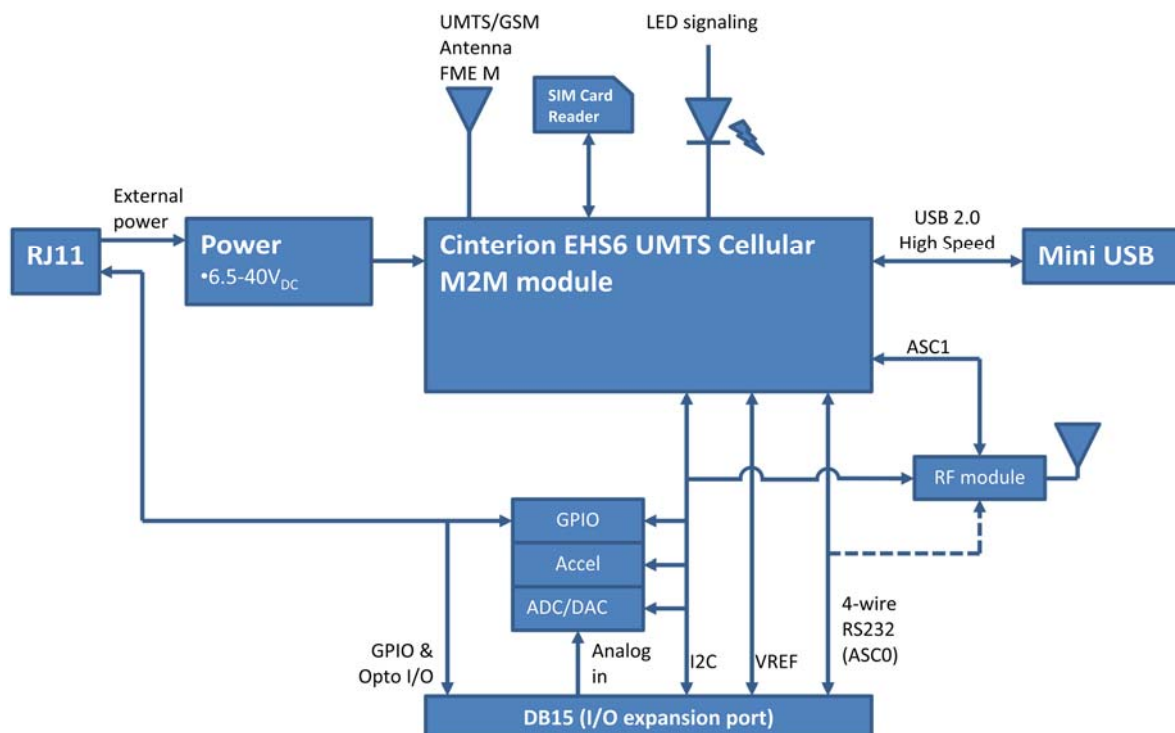 UMTS/GSM
Antenna
FME M
LED signaling
SIM Card
Reader
External
power
RJ11
Power
•6.5-40VDC
Cinterion EHS6 UMTS Cellular
M2M module
USB 2.0
High Speed
Mini USB
ASC1
RF module
GPIO
Accel
ADC/DAC
4-wire
RS232
(ASC0)
GPIO &
Opto I/O
Analog
in
I2C
VREF
DB15 (I/O expansion port)